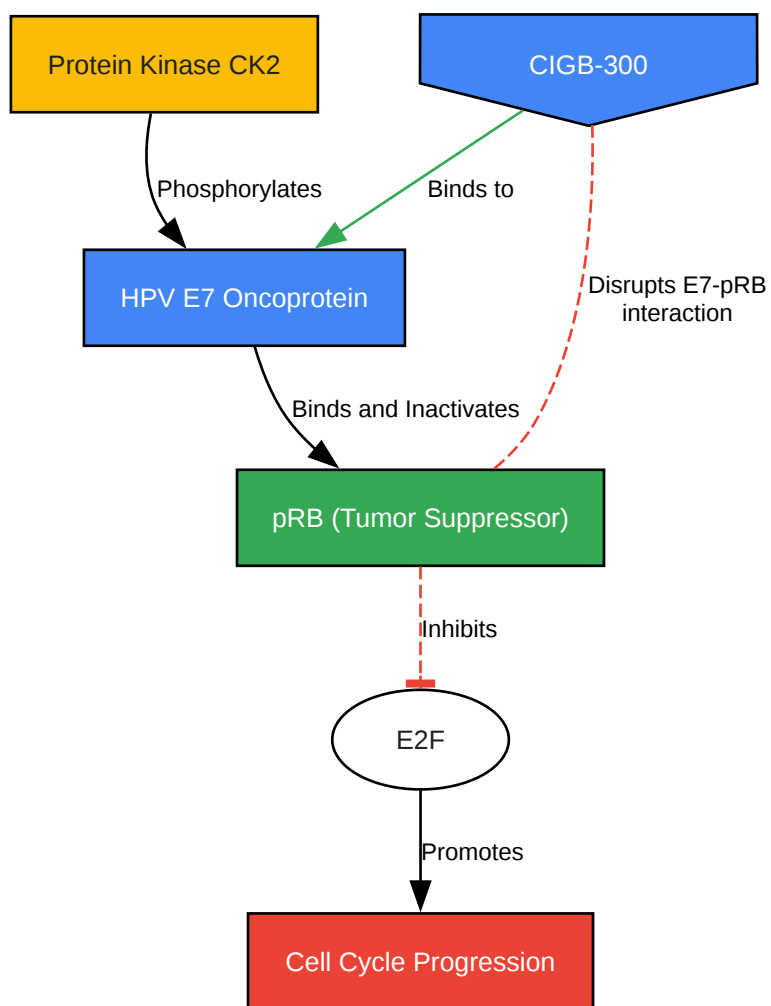 Protein Kinase CK2
CIGB-300
Phosphorylates
Binds to
HPV E7 Oncoprotein
Disrupts E7-pRB
interaction
Binds and Inactivates
pRB (Tumor Suppressor)
Inhibits
E2F
Promotes
Cell Cycle Progression